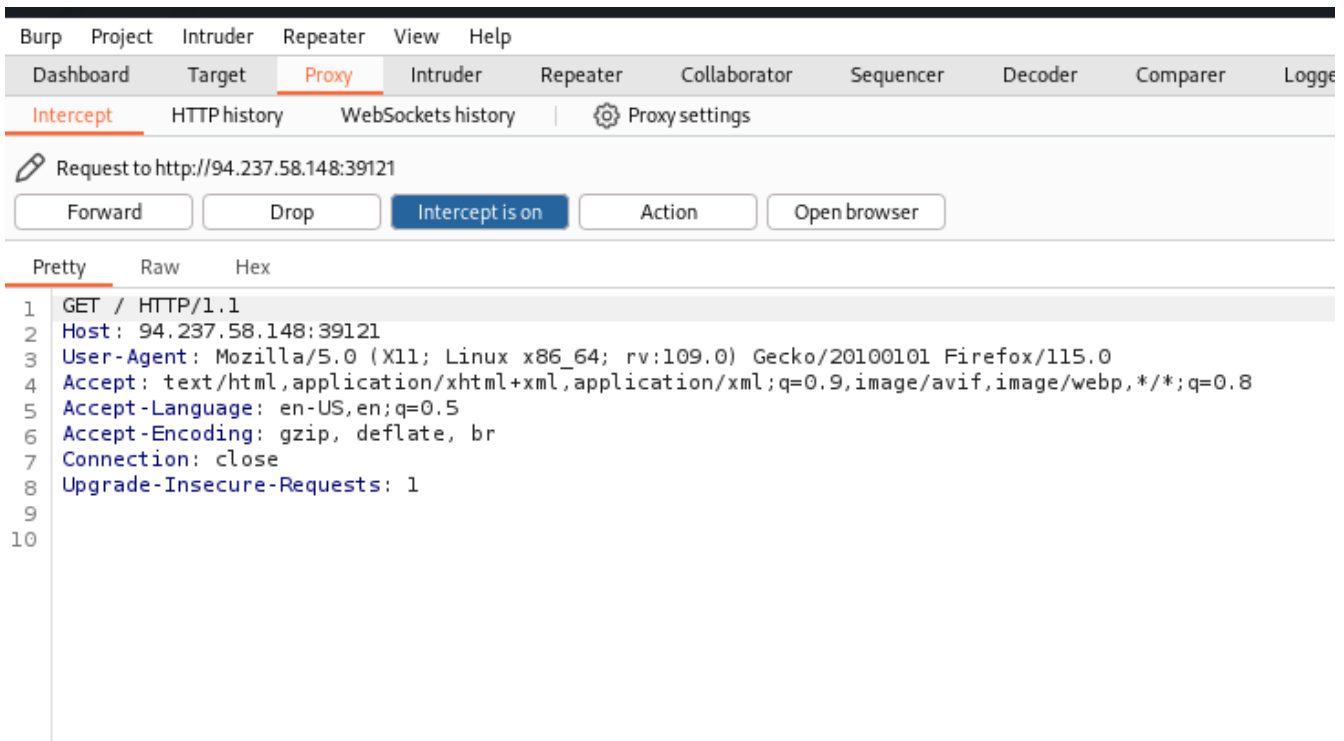 Burp Project Intruder Repeater View Help
Dashboard Target Proxy Intruder Repeater Collaborator Sequencer Decoder Comparer Logge
Intercept HTTP history WebSockets history Proxy settings
Request to http://94.237.58.148:39121
Forward Drop Intercept is on Action Open browser
Pretty Raw Hex
1 GET / HTTP/1.1
2 Host: 94.237.58.148:39121
3 User-Agent: Mozilla/5.0 (X11; Linux x86_64; rv:109.0) Gecko/20100101 Firefox/115.0
4 Accept: text/html,application/xhtml+xml,application/xml;q=0.9,image/avif,image/webp,*/*;q=0.8
5 Accept-Language: en-US,en;q=0.5
6 Accept-Encoding: gzip, deflate, br
7 Connection: close
8 Upgrade-Insecure-Requests: 1
9
10